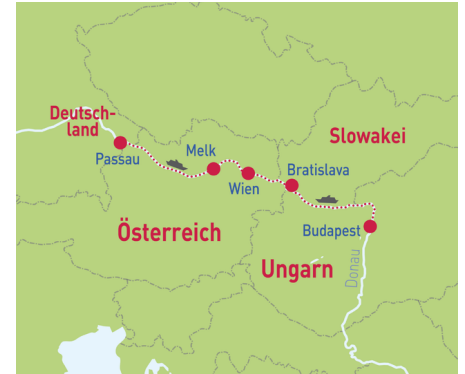 Deutsch-
land
Passau
Melk
Wien
Bratislava
Slowakei
Österreich
Budapest
Ungarn
Donau